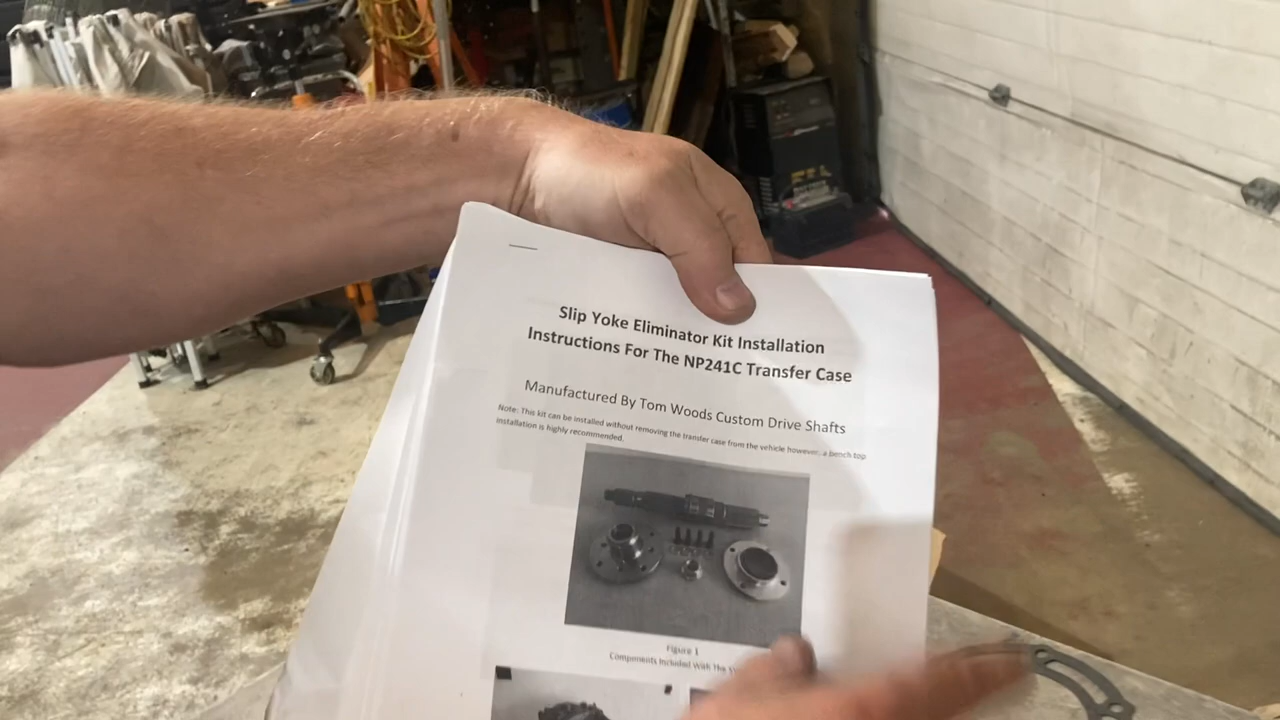 Slip Yoke Eliminator Kit Installation
Instructions For The NP241C Transfer Case
Manufactured By Tom Woods Custom Drive Shafts
Note: This kit can be installed without removing the transfer case from the vehicle however, a bench top
installation is highly recommended.
Figure 1
Components Included With The